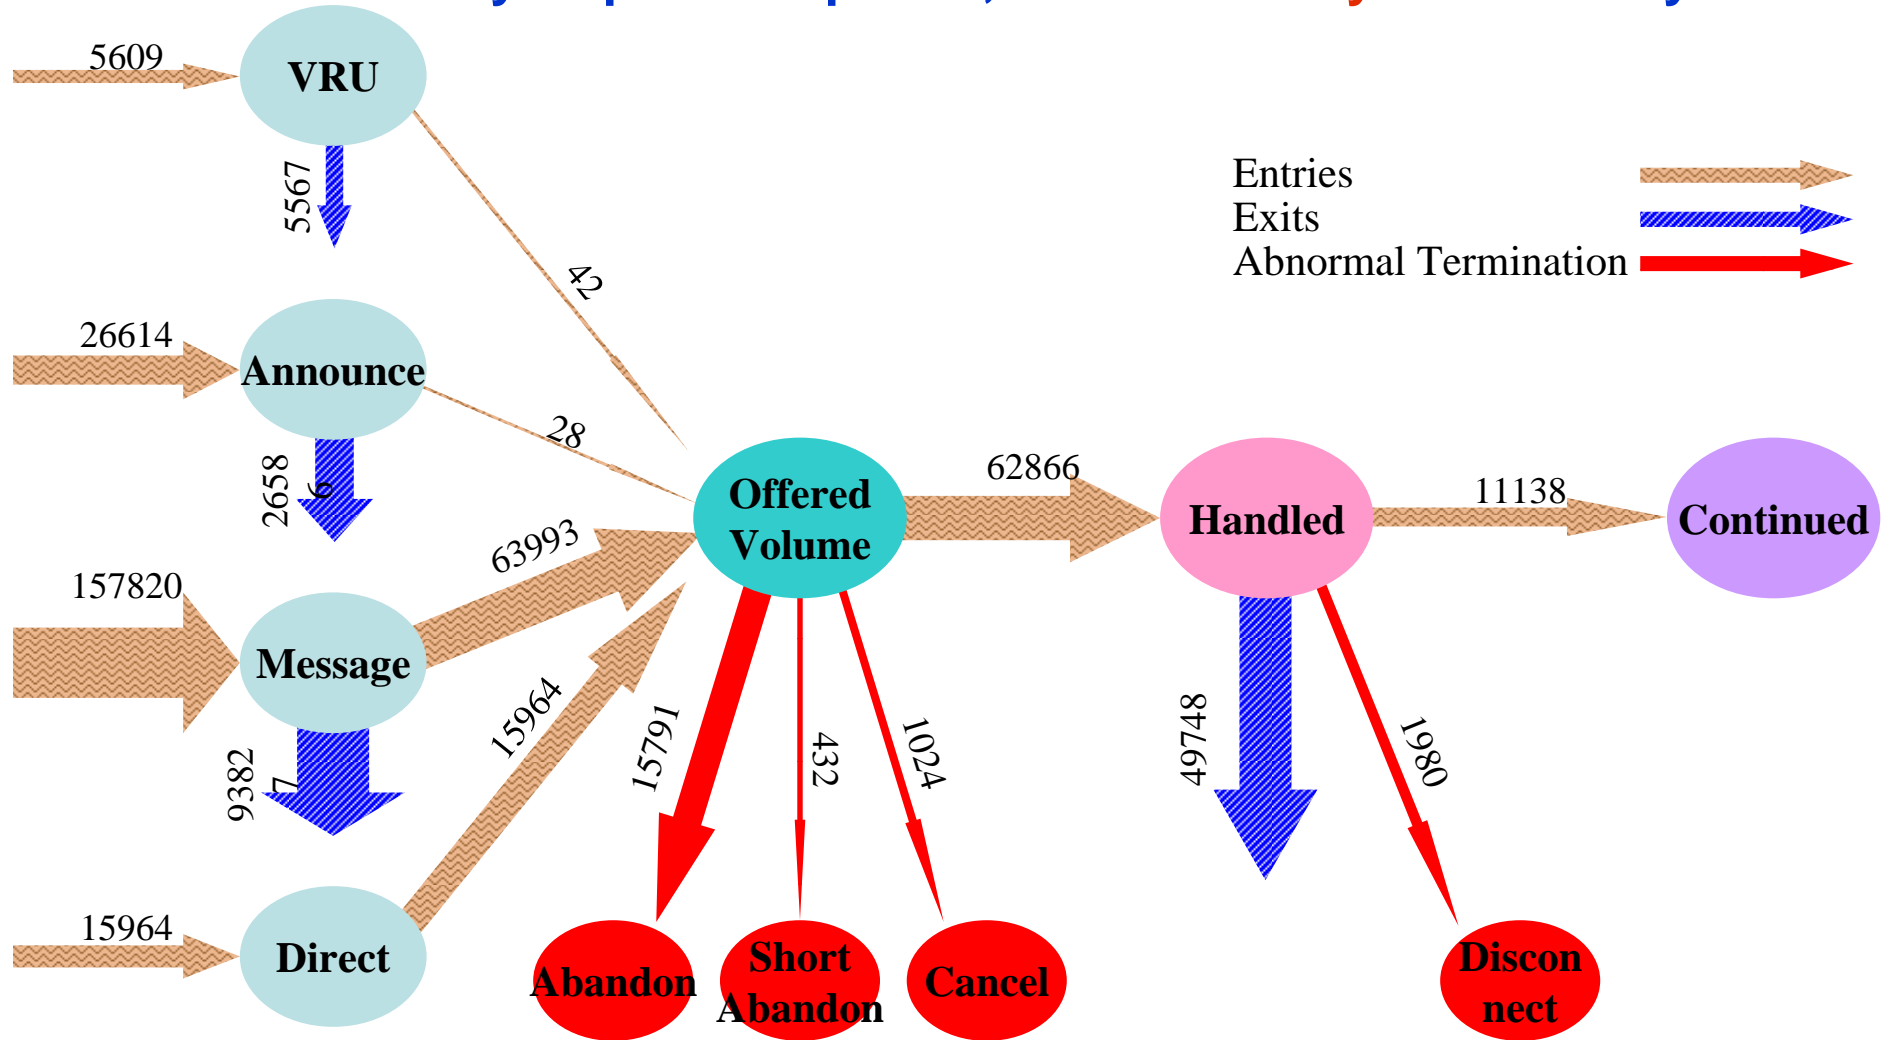 5609
VRU
5567
42
Entries
Exits
Abnormal Termination
26614
Announce
28
2658
6
62866
11138
Offered
Volume
Handled
Continued
63993
157820
Message
15964
9382
7
15791
432
1024
49748
1980
15964
Direct
Abandon
Short
Abandon
Cancel
Discon
nect